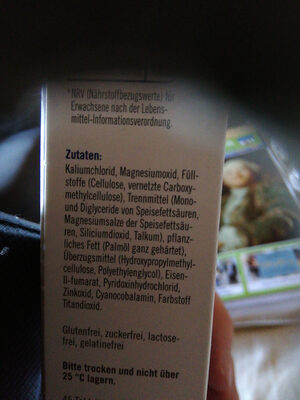 *NRV (Nährstoffbezugswerte) für
Erwachsene nach der Lebens-
mittel-Informationsverordnung.
Zutaten:
Kaliumchlorid, Magnesiumoxid, Füll-
stoffe (Cellulose, vernetzte Carboxy-
methylcellulose), Trennmittel (Mono-
und Diglyceride von Speisefettsäuren,
Magnesiumsalze der Speisefettsäu-
ren, Siliciumdioxid, Talkum), pflanz-
liches Fett (Palmöl ganz gehärtet),
Überzugsmittel (Hydroxypropylmethyl-
cellulose, Polyethylenglycol), Eisen-
II-fumarat, Pyridoxinhydrochlorid,
Zinkoxid, Cyanocobalamin, Farbstoff
Titandioxid.
Glutenfrei, zuckerfrei, lactose-
frei, gelatinefrei
Bitte trocken und nicht über
25 °C lagern.